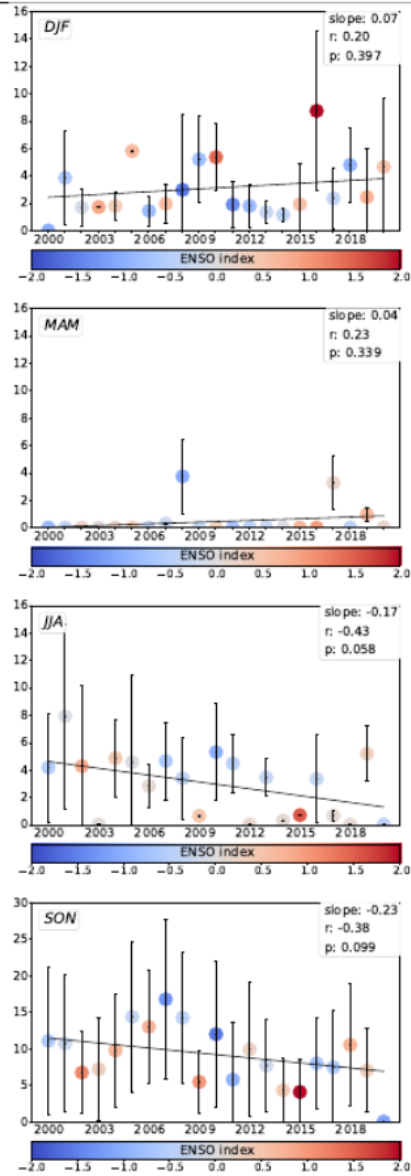 16
DJF
slope: 0.07
r: 0.20
p: 0.397
14
12
10
8
6
4
2
0
2000 2003 2006 2009 2012 2015 2018
ENSO index
−2.0 −1.5 −1.0 −0.5 0.0 0.5 1.0 1.5 2.0
16
MAM
slope: 0.04
r: 0.23
p: 0.339
14
12
10
8
6
4
2
0
2000 2003 2006 2009 2012 2015 2018
ENSO index
−2.0 −1.5 −1.0 −0.5 0.0 0.5 1.0 1.5 2.0
16
JJA
slope: -0.17
r: -0.43
p: 0.058
14
12
10
8
6
4
2
0
2000 2003 2006 2009 2012 2015 2018
ENSO index
−2.0 −1.5 −1.0 −0.5 0.0 0.5 1.0 1.5 2.0
30
SON
slope: -0.23
r: -0.38
p: 0.099
25
20
15
10
5
0
2000 2003 2006 2009 2012 2015 2018
ENSO index
−2.0 −1.5 −1.0 −0.5 0.0 0.5 1.0 1.5 2.0